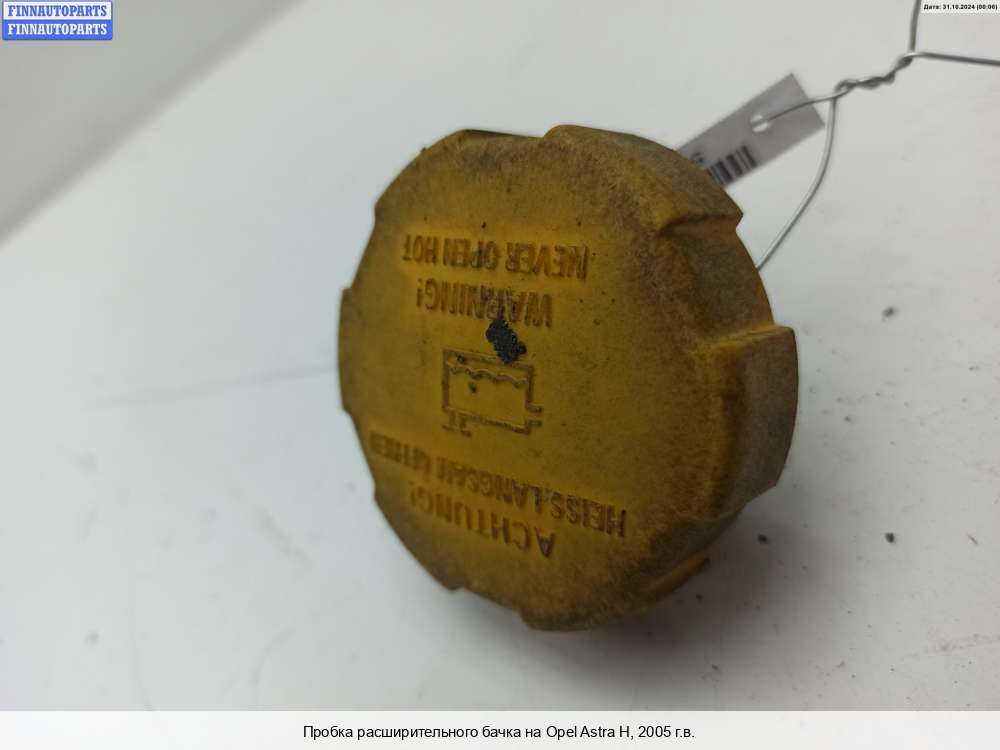 FINNAUTOPARTS
FINNAUTOPARTS
Дата: 31.10.2024 (00:06)
ACHTUNG!
HEISS,LANGSAM ÖFFNEN
WARNING!
NEVER OPEN HOT
Пробка расширительного бачка на Opel Astra H, 2005 г.в.